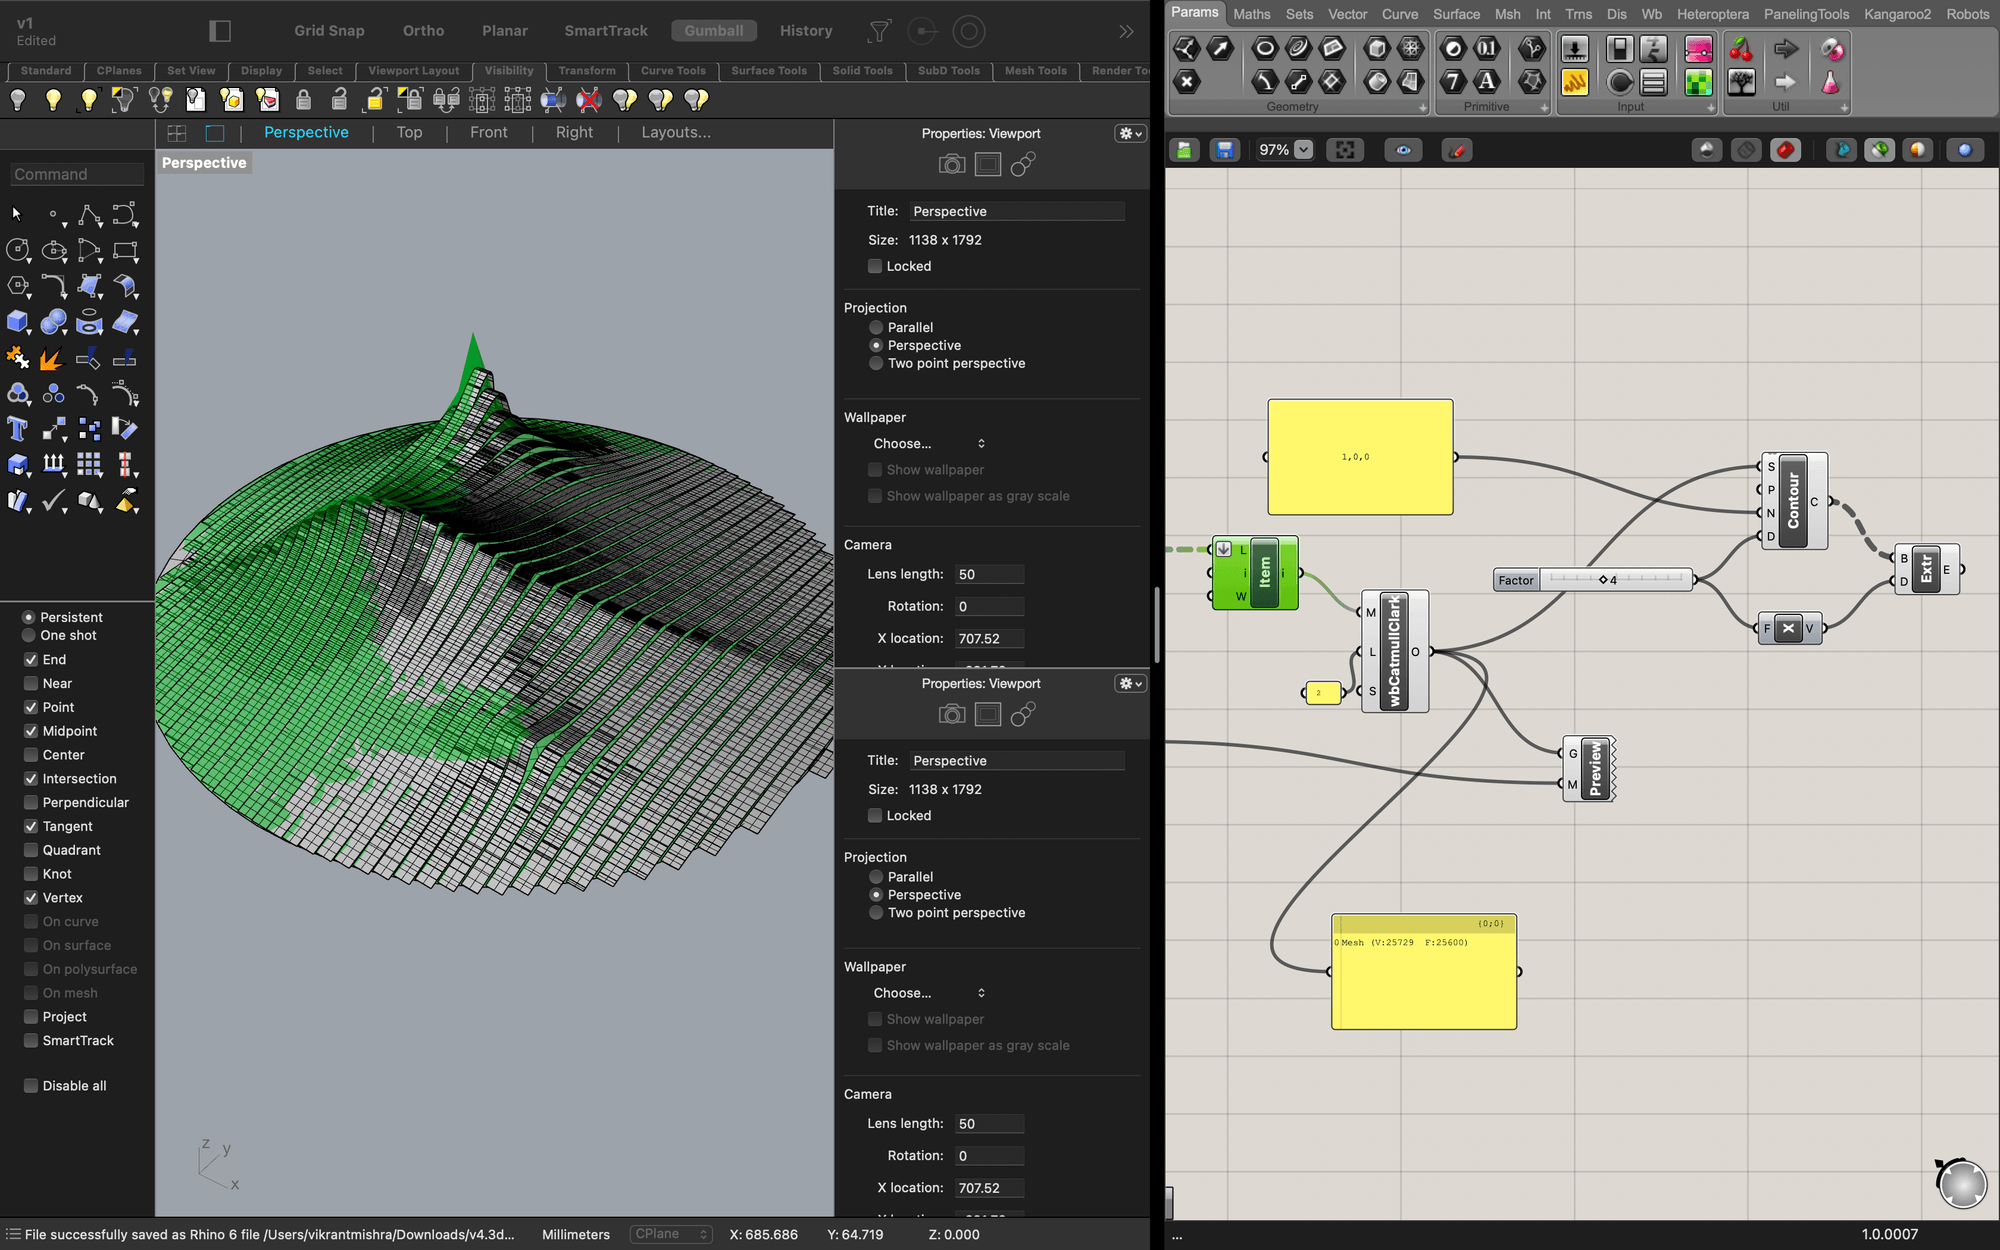 v1
Edited
Grid Snap Ortho Planar SmartTrack Gumball History
Standard CPlanes Set View Display Select Viewport Layout Visibility Transform Curve Tools Surface Tools Solid Tools SubD Tools Mesh Tools Render To
Perspective Top Front Right Layouts...
Perspective
Command
Persistent
One shot
End
Near
Point
Midpoint
Center
Intersection
Perpendicular
Tangent
Quadrant
Knot
Vertex
On curve
On surface
On polysurface
On mesh
Project
SmartTrack
Disable all
z
y
x
Properties: Viewport
Title: Perspective
Size: 1138 x 1792
Locked
Projection
Parallel
Perspective
Two point perspective
Wallpaper
Choose...
Show wallpaper
Show wallpaper as gray scale
Camera
Lens length: 50
Rotation: 0
X location: 707.52
Properties: Viewport
Title: Perspective
Size: 1138 x 1792
Locked
Projection
Parallel
Perspective
Two point perspective
Wallpaper
Choose...
Show wallpaper
Show wallpaper as gray scale
Camera
Lens length: 50
Rotation: 0
X location: 707.52
File successfully saved as Rhino 6 file /Users/vikrantmishra/Downloads/v4.3d... Millimeters CPlane X: 685.686 Y: 64.719 Z: 0.000
Params Maths Sets Vector Curve Surface Msh Int Trns Dis Wb Heteroptera PanelingTools Kangaroo2 Robots
0.1
7 A
Geometry Primitive Input Util
97%
1,0,0
L
i
W
Item
i
M
L
S
wbCatmullClark
O
2
Factor 4
S
P
N
D
Contour
C
F X V
B
D
Extr
E
G
M
Preview
{0;0}
0 Mesh (V:25729 F:25600)
... 1.0.0007